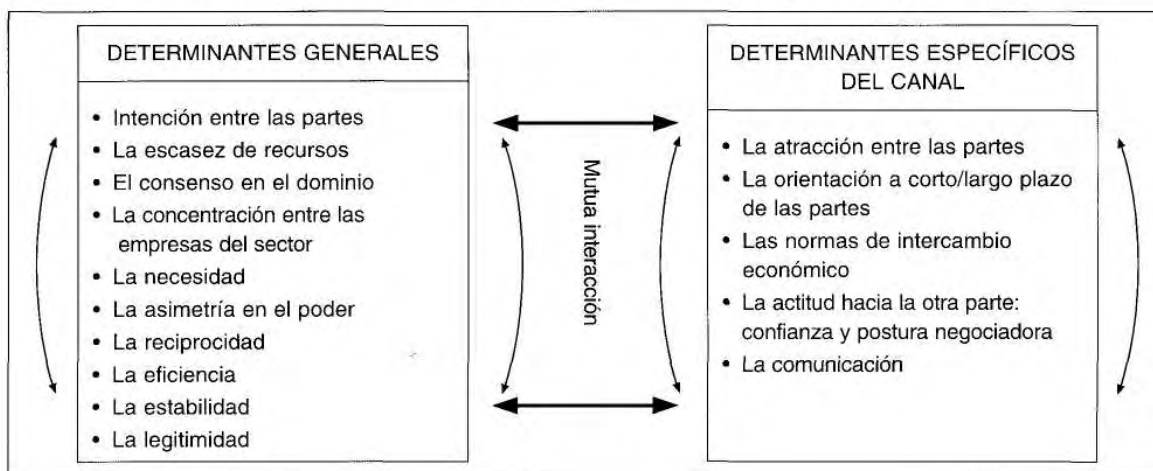 DETERMINANTES GENERALES
• Intención entre las partes
• La escasez de recursos
• El consenso en el dominio
• La concentración entre las
empresas del sector
• La necesidad
• La asimetría en el poder
• La reciprocidad
• La eficiencia
• La estabilidad
• La legitimidad
Mutua interacción
DETERMINANTES ESPECÍFICOS
DEL CANAL
• La atracción entre las partes
• La orientación a corto/largo plazo
de las partes
• Las normas de intercambio
económico
• La actitud hacia la otra parte:
confianza y postura negociadora
• La comunicación